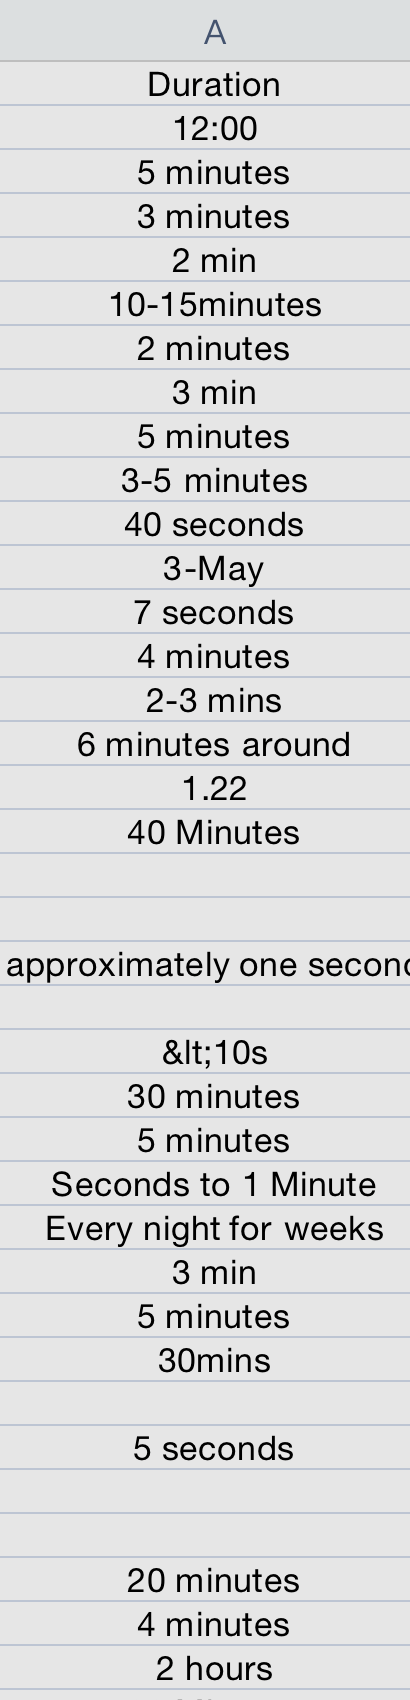 A
Duration
12:00
5 minutes
3 minutes
2 min
10-15minutes
2 minutes
3 min
5 minutes
3-5 minutes
40 seconds
3-May
7 seconds
4 minutes
2-3 mins
6 minutes around
1.22
40 Minutes
approximately one second
&lt;10s
30 minutes
5 minutes
Seconds to 1 Minute
Every night for weeks
3 min
5 minutes
30mins
5 seconds
20 minutes
4 minutes
2 hours